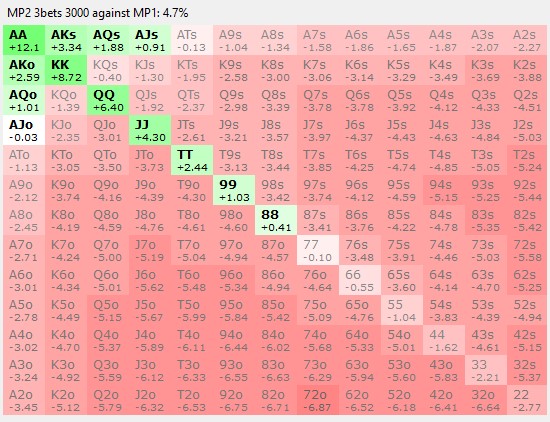 MP2 3bets 3000 against MP1: 4.7%
AA AKs AQs AJs ATs A9s A8s A7s A6s A5s A4s A3s A2s
+12.1 +3.34 +1.88 +0.91 -0.13 -1.04 -1.34 -1.58 -1.86 -1.65 -1.87 -2.07 -2.27
AKo KK KQs KJs KTs K9s K8s K7s K6s K5s K4s K3s K2s
+2.59 +8.72 -0.40 -1.30 -1.95 -2.58 -3.00 -3.06 -3.14 -3.29 -3.49 -3.69 -3.88
AQo KQo QQ QJs QTs Q9s Q8s Q7s Q6s Q5s Q4s Q3s Q2s
+1.01 -1.39 +6.40 -1.92 -2.37 -2.98 -3.39 -3.78 -3.78 -3.92 -4.12 -4.33 -4.51
AJo KJo QJo JJ JTs J9s J8s J7s J6s J5s J4s J3s J2s
-0.03 -2.35 -3.01 +4.30 -2.61 -3.21 -3.57 -3.97 -4.37 -4.43 -4.63 -4.84 -5.03
ATo KTo QTo JTo TT T9s T8s T7s T6s T5s T4s T3s T2s
-1.13 -3.05 -3.50 -3.73 +2.44 -3.13 -3.44 -3.85 -4.25 -4.74 -4.85 -5.05 -5.24
A9o K9o Q9o J9o T9o 99 98s 97s 96s 95s 94s 93s 92s
-2.12 -3.74 -4.16 -4.39 -4.30 +1.03 -3.42 -3.74 -4.12 -4.59 -5.15 -5.25 -5.44
A8o K8o Q8o J8o T8o 98o 88 87s 86s 85s 84s 83s 82s
-2.45 -4.19 -4.59 -4.76 -4.61 -4.60 +0.41 -3.41 -3.76 -4.22 -4.78 -5.35 -5.42
A7o K7o Q7o J7o T7o 97o 87o 77 76s 75s 74s 73s 72s
-2.71 -4.24 -5.00 -5.19 -5.04 -4.94 -4.57 -0.10 -3.48 -3.91 -4.46 -5.03 -5.58
A6o K6o Q6o J6o T6o 96o 86o 76o 66 65s 64s 63s 62s
-3.01 -4.34 -5.01 -5.62 -5.48 -5.34 -4.94 -4.64 -0.55 -3.60 -4.14 -4.70 -5.25
A5o K5o Q5o J5o T5o 95o 85o 75o 65o 55 54s 53s 52s
-2.78 -4.49 -5.15 -5.67 -5.99 -5.84 -5.42 -5.09 -4.76 -1.04 -3.83 -4.39 -4.94
A4o K4o Q4o J4o T4o 94o 84o 74o 64o 54o 44 43s 42s
-3.02 -4.70 -5.37 -5.89 -6.11 -6.44 -6.02 -5.68 -5.33 -5.01 -1.62 -4.61 -5.15
A3o K3o Q3o J3o T3o 93o 83o 73o 63o 53o 43o 33 32s
-3.24 -4.92 -5.59 -6.12 -6.33 -6.55 -6.63 -6.29 -5.94 -5.60 -5.83 -2.21 -5.37
A2o K2o Q2o J2o T2o 92o 82o 72o 62o 52o 42o 32o 22
-3.45 -5.12 -5.79 -6.32 -6.53 -6.75 -6.71 -6.87 -6.52 -6.18 -6.41 -6.64 -2.77